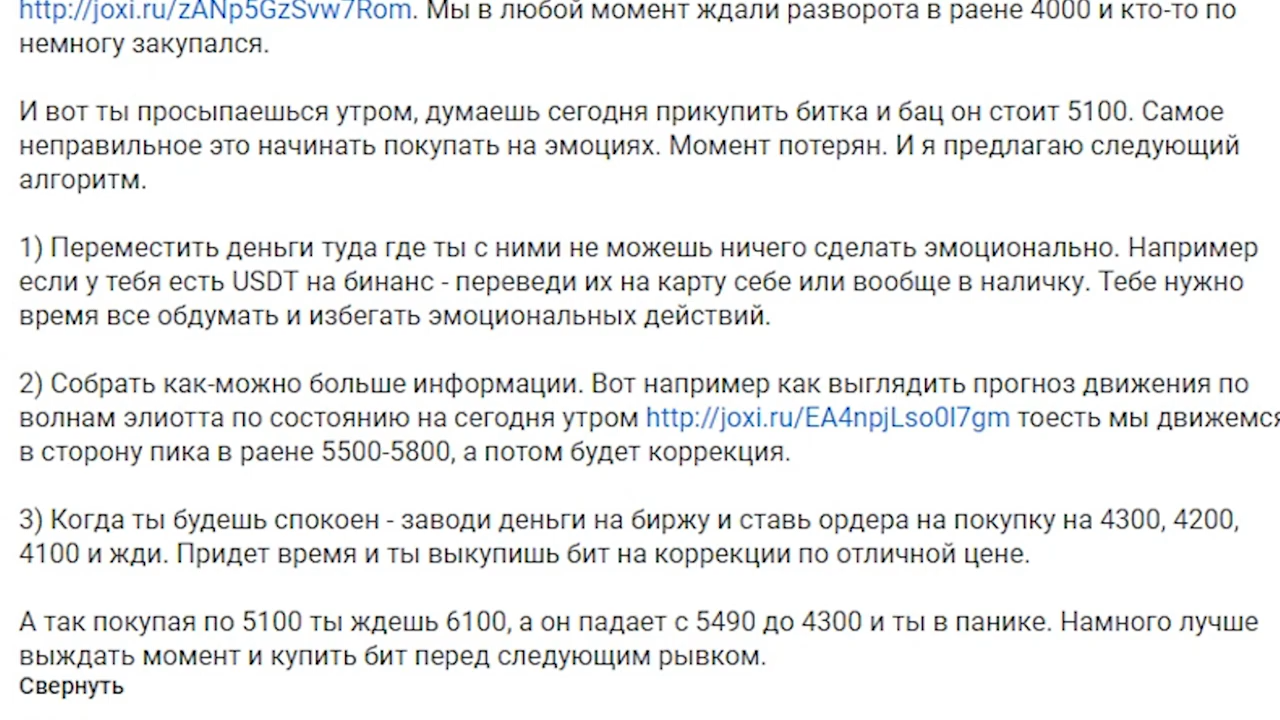 http://joxi.ru/zANp5GzSvw7Rom. Мы в любой момент ждали разворота в раене 4000 и кто-то по
немногу закупался.
И вот ты просыпаешься утром, думаешь сегодня прикупить битка и бац он стоит 5100. Самое
неправильное это начинать покупать на эмоциях. Момент потерян. И я предлагаю следующий
алгоритм.
1) Переместить деньги туда где ты с ними не можешь ничего сделать эмоционально. Например
если у тебя есть USDT на бинанс - переведи их на карту себе или вообще в наличку. Тебе нужно
время все обдумать и избегать эмоциональных действий.
2) Собрать как-можно больше информации. Вот например как выглядить прогноз движения по
волнам элиотта по состоянию на сегодня утром http://joxi.ru/EA4npjLso0l7gm тоесть мы движемся
в сторону пика в раене 5500-5800, а потом будет коррекция.
3) Когда ты будешь спокоен - заводи деньги на биржу и ставь ордера на покупку на 4300, 4200,
4100 и жди. Придет время и ты выкупишь бит на коррекции по отличной цене.
А так покупая по 5100 ты ждешь 6100, а он падает с 5490 до 4300 и ты в панике. Намного лучше
выждать момент и купить бит перед следующим рывком.
Свернуть